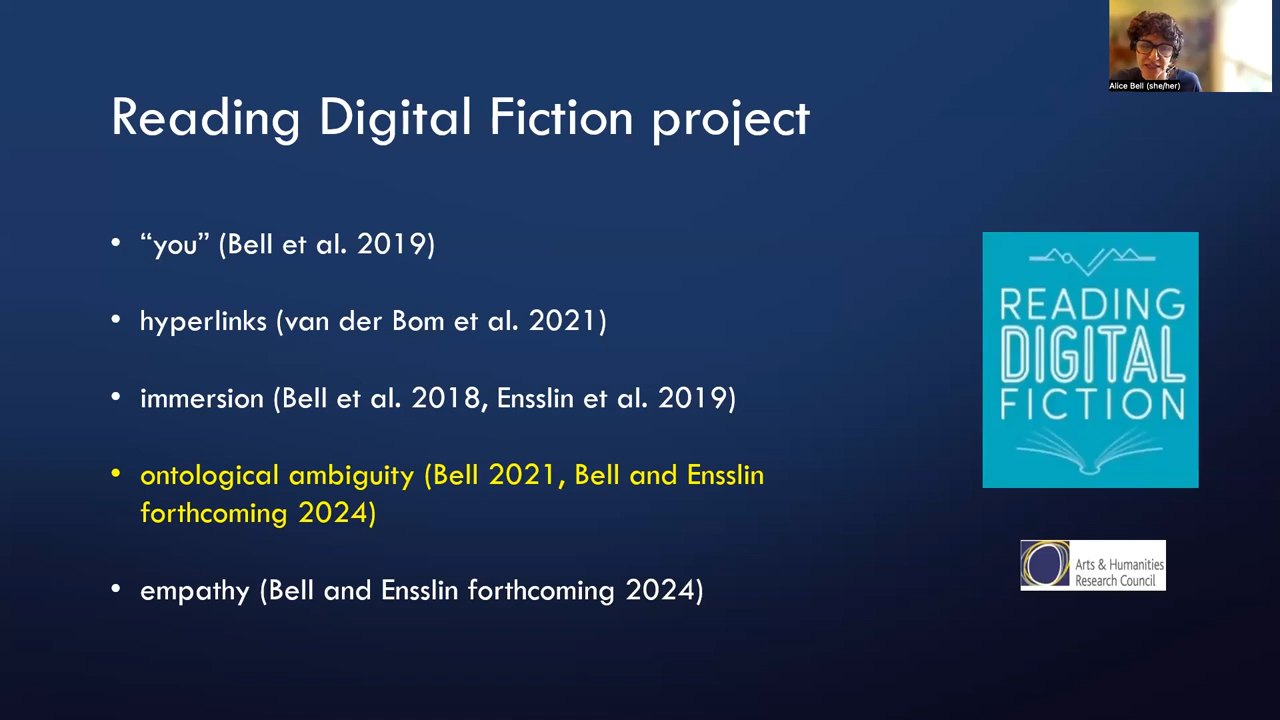 Alice Bell (she/her)
Reading Digital Fiction project
• “you” (Bell et al. 2019)
• hyperlinks (van der Bom et al. 2021)
• immersion (Bell et al. 2018, Ensslin et al. 2019)
• ontological ambiguity (Bell 2021, Bell and Ensslin
forthcoming 2024)
• empathy (Bell and Ensslin forthcoming 2024)
READING
DIGITAL
FICTION
Arts & Humanities
Research Council